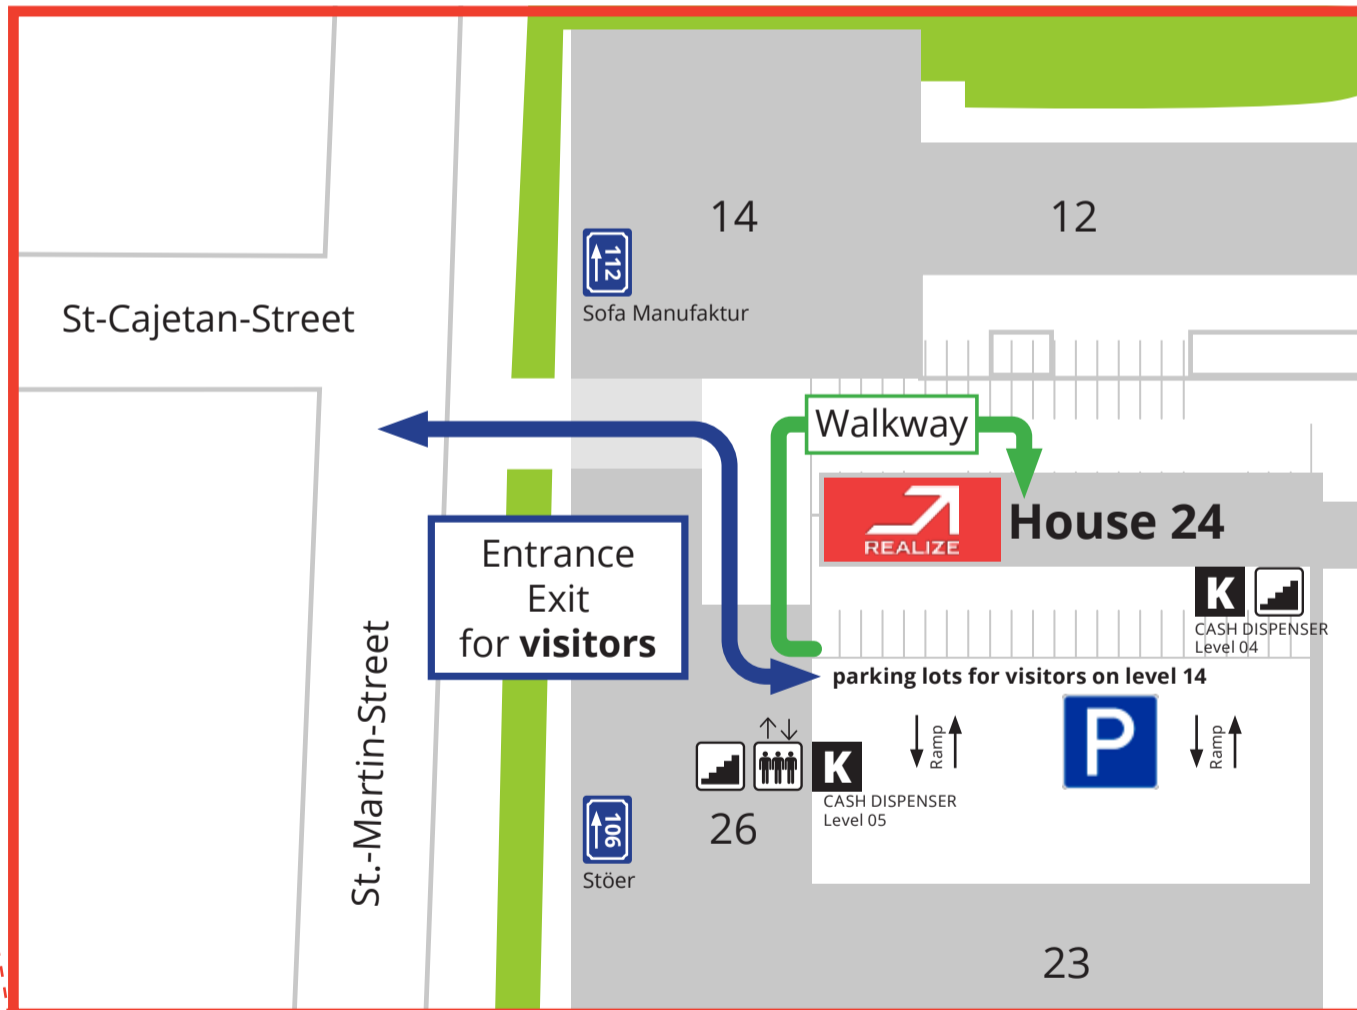 14
12
112
Sofa Manufaktur
St-Cajetan-Street
Walkway
REALIZE
House 24
Entrance
Exit
for visitors
K
CASH DISPENSER
Level 04
parking lots for visitors on level 14
St.-Martin-Street
P
Ramp
Ramp
K
CASH DISPENSER
Level 05
26
106
Stöer
23